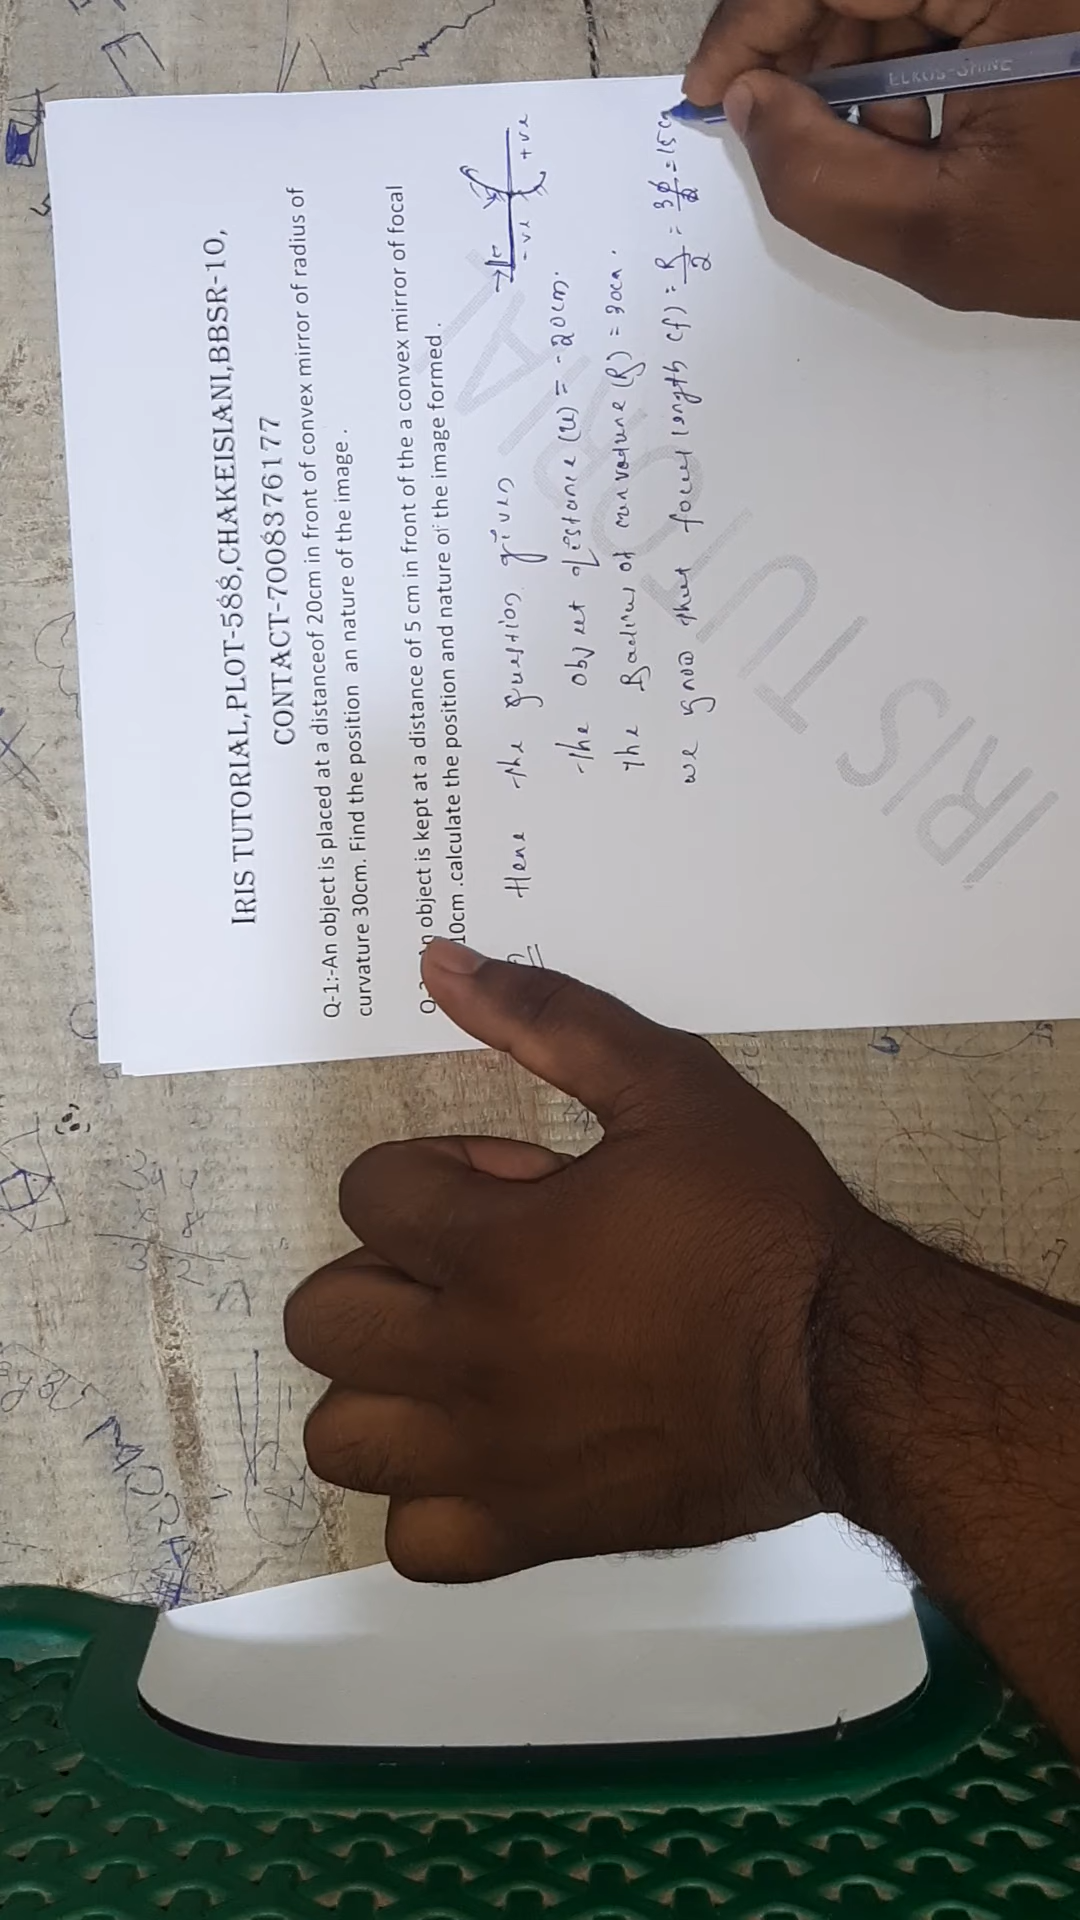 IRIS TUTORIAL,PLOT-588,CHAKEISIANI,BBSR-10,
CONTACT-7008376177
Q-1:-An object is placed at a distanceof 20cm in front of convex mirror of radius of
curvature 30cm. Find the position an nature of the image .
object is kept at a distance of 5 cm in front of the a convex mirror of focal
10cm .calculate the position and nature of the image formed .
-ve +ve
Here the question given
the object distance (u) = -20cm.
the Radius of curvature (R) = 30cm.
we know that focul length (f) = R/2 = 30/2 = 15c
IRIS TUTORIAL
ELKOS-SHINE
MORA